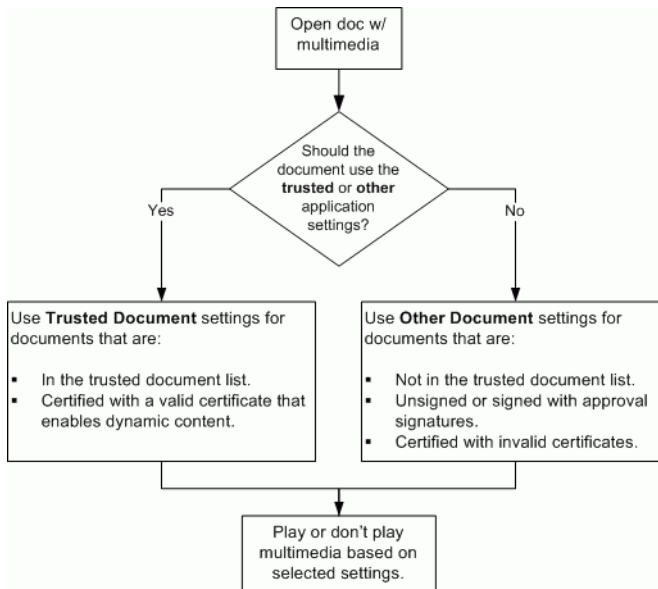 Open doc w/
multimedia
Should the
document use the
trusted or other
application
settings?
Yes
No
Use Trusted Document settings for
documents that are:
▪ In the trusted document list.
▪ Certified with a valid certificate that
enables dynamic content.
Use Other Document settings for
documents that are:
▪ Not in the trusted document list.
▪ Unsigned or signed with approval
signatures.
▪ Certified with invalid certificates.
Play or don't play
multimedia based on
selected settings.